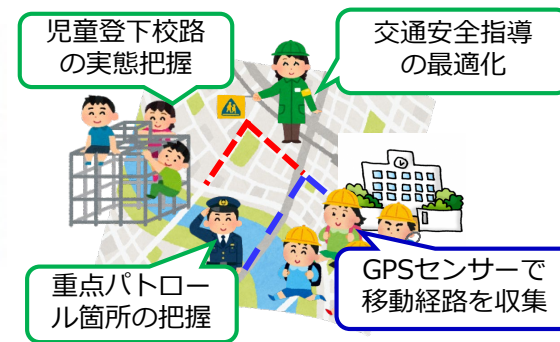 児童登下校路
の実態把握
交通安全指導
の最適化
重点パトロー
ル箇所の把握
GPSセンサーで
移動経路を収集